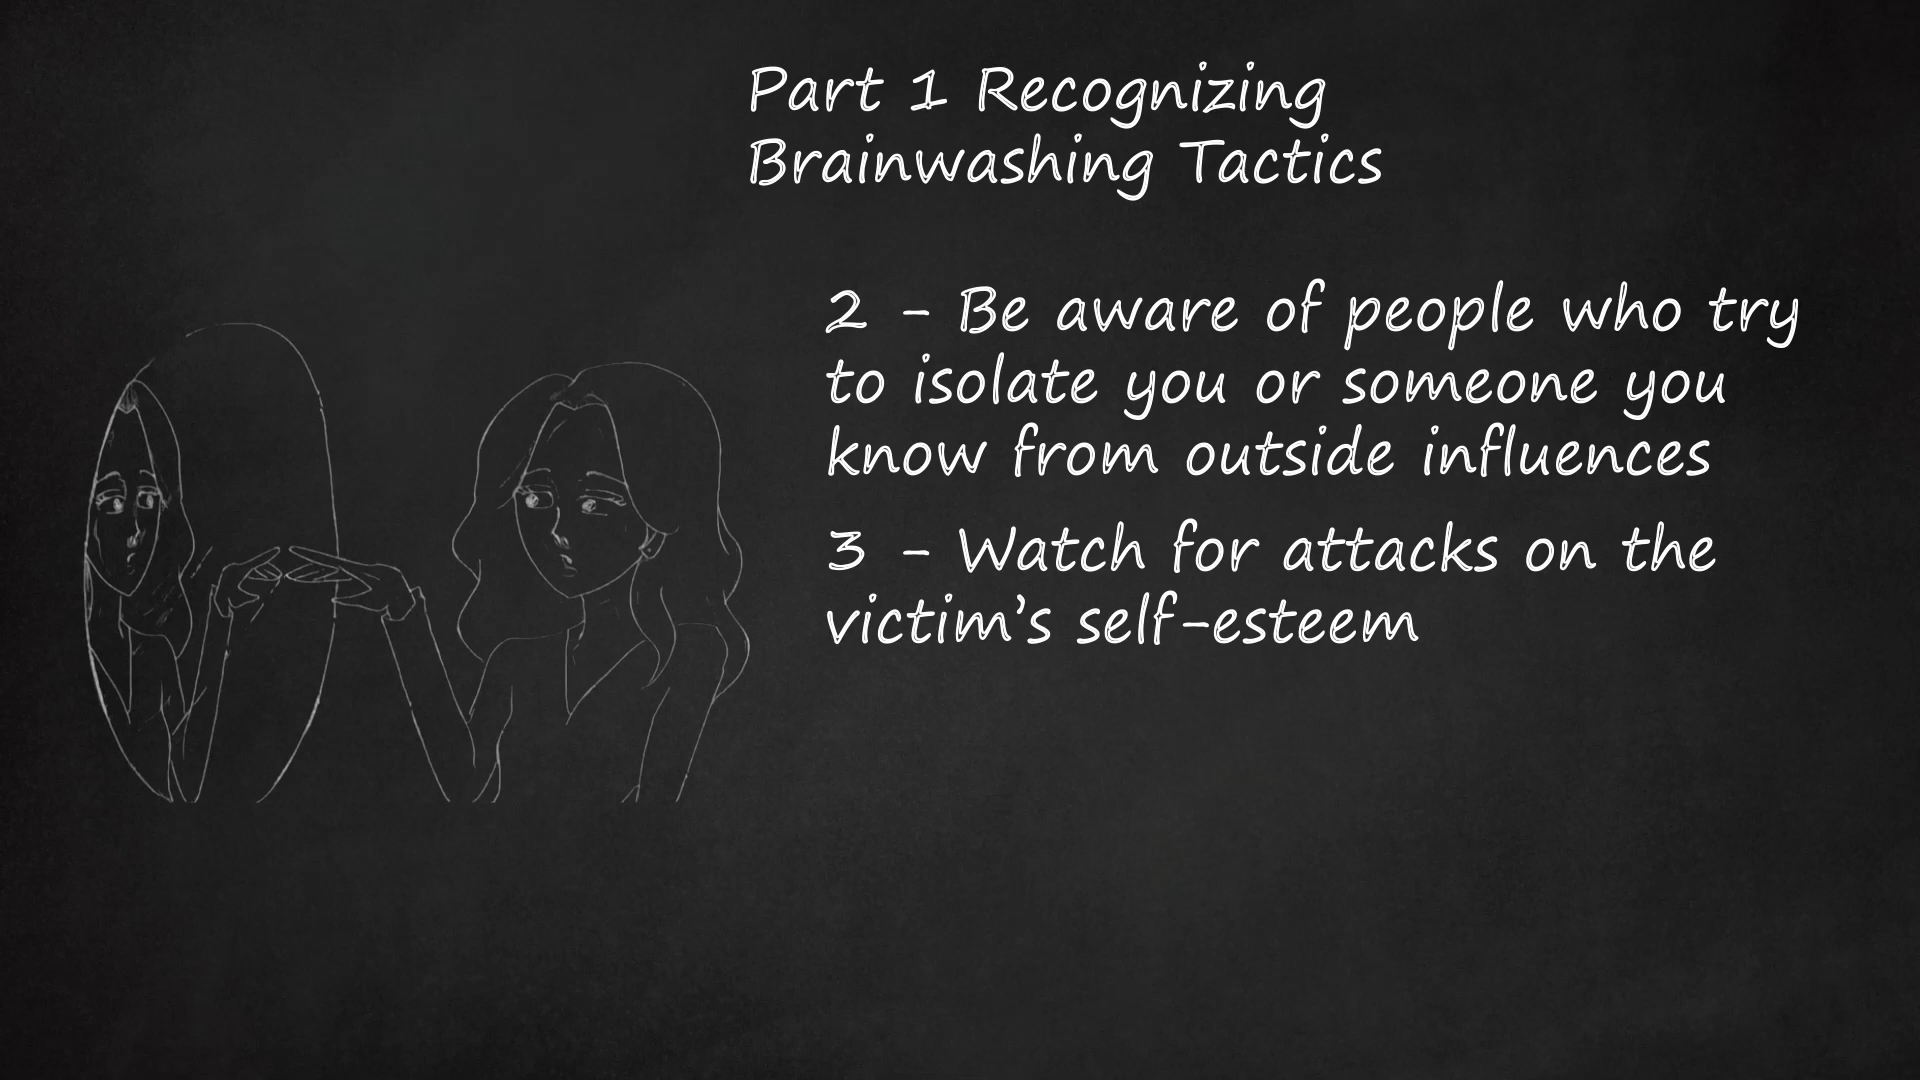 Part 1 Recognizing
Brainwashing Tactics
2 - Be aware of people who try
to isolate you or someone you
know from outside influences
3 - Watch for attacks on the
victim’s self-esteem